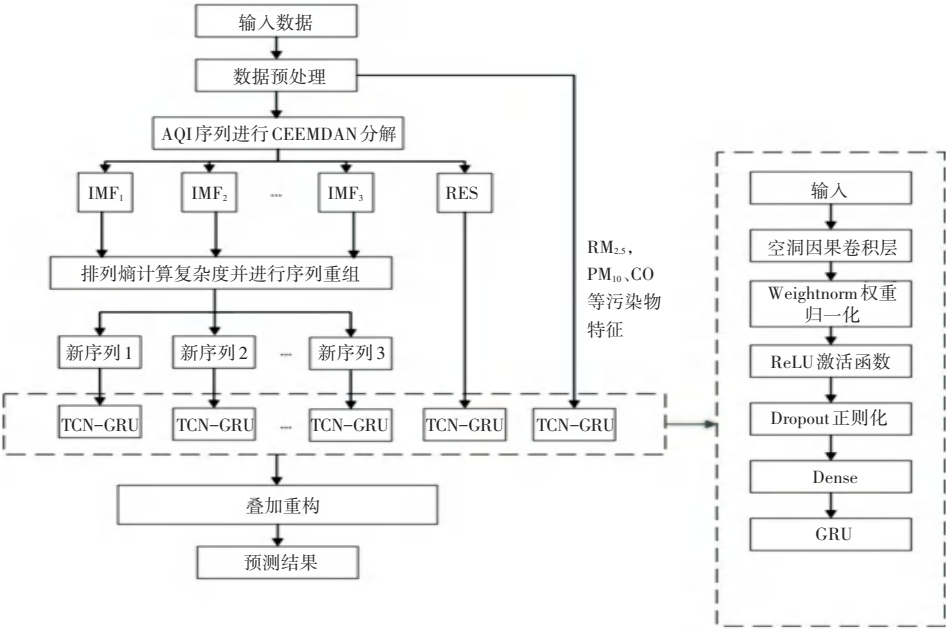 输入数据
数据预处理
AQI序列进行CEEMDAN分解
IMF₁ IMF₂ ... IMF₃ RES
排列熵计算复杂度并进行序列重组
RM₂.₅,
PM₁₀、CO
等污染物
特征
新序列1 新序列2 ... 新序列3
TCN-GRU TCN-GRU ... TCN-GRU TCN-GRU TCN-GRU
叠加重构
预测结果
输入
空洞因果卷积层
Weightnorm权重
归一化
ReLU激活函数
Dropout正则化
Dense
GRU